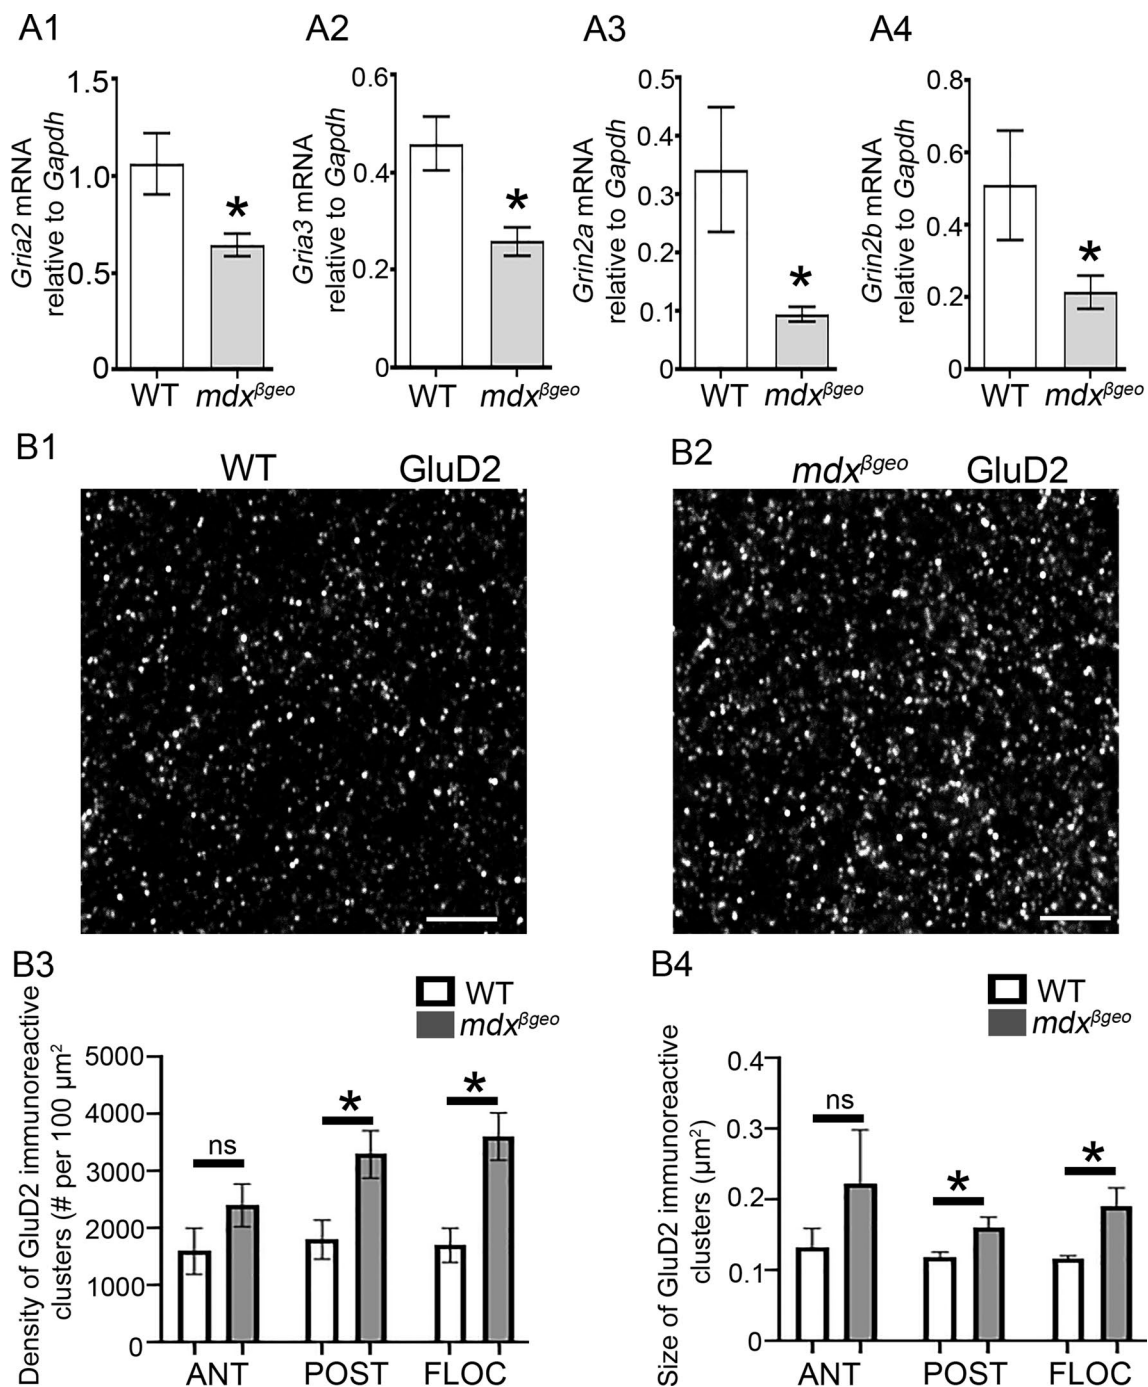 A1
Gria2 mRNA
relative to Gapdh
1.5
1.0
0.5
0
*
WT
mdxβgeo
A2
Gria3 mRNA
relative to Gapdh
0.6
0.4
0.2
0
*
WT
mdxβgeo
A3
Grin2a mRNA
relative to Gapdh
0.5
0.4
0.3
0.2
0.1
0
*
WT
mdxβgeo
A4
Grin2b mRNA
relative to Gapdh
0.8
0.6
0.4
0.2
0
*
WT
mdxβgeo
B1
WT GluD2
B2
mdxβgeo GluD2
B3
WT
mdxβgeo
Density of GluD2 immunoreactive
clusters (# per 100 µm²)
5000
4000
3000
2000
1000
0
ns
*
*
ANT
POST
FLOC
B4
WT
mdxβgeo
Size of GluD2 immunoreactive
clusters (µm²)
0.4
0.3
0.2
0.1
0
ns
*
*
ANT
POST
FLOC